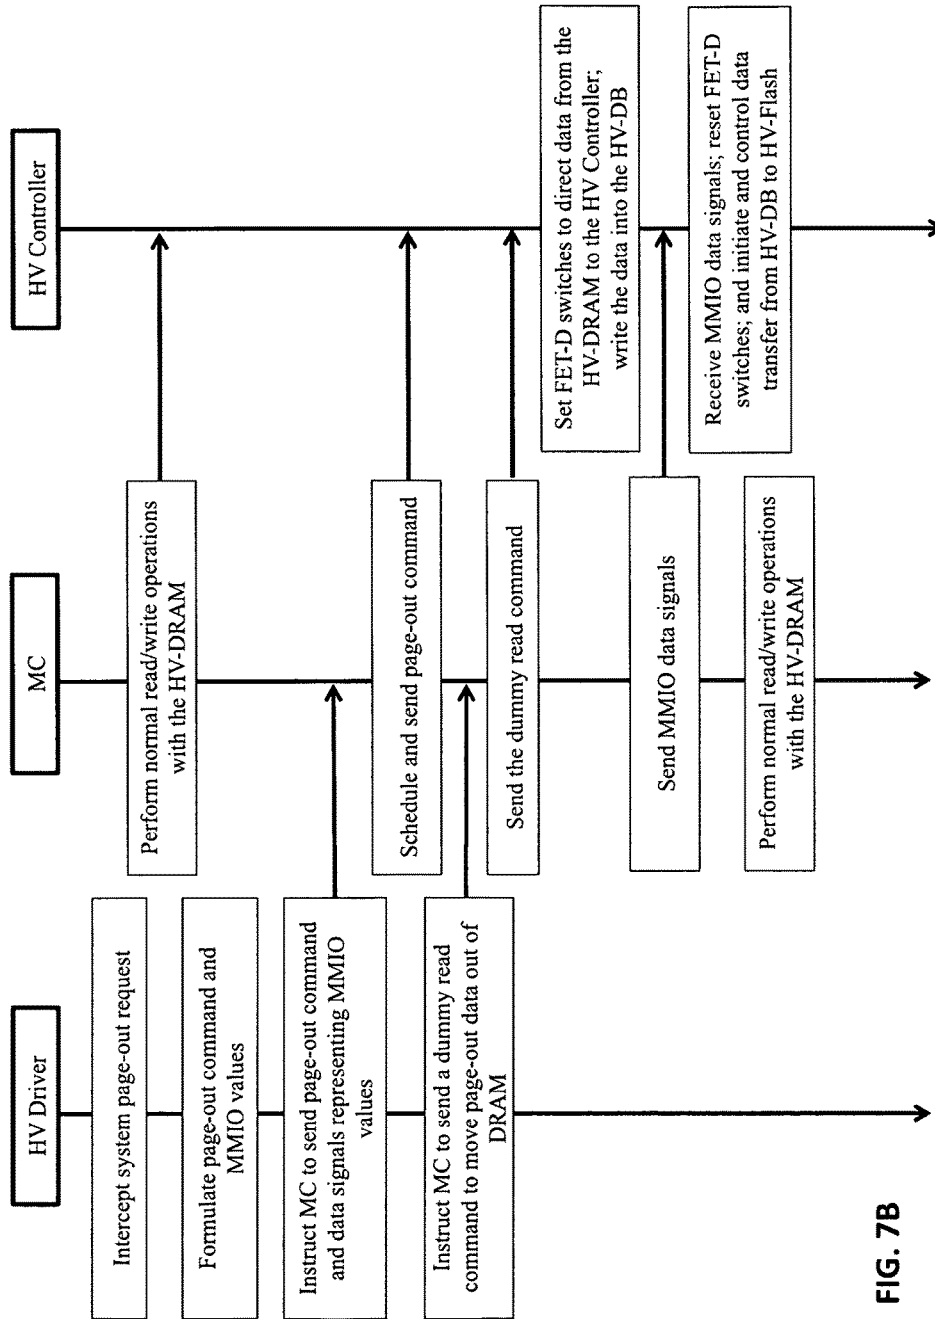 HV Driver
Intercept system page-out request
Formulate page-out command and
MMIO values
Instruct MC to send page-out command
and data signals representing MMIO
values
Instruct MC to send a dummy read
command to move page-out data out of
DRAM
MC
Perform normal read/write operations
with the HV-DRAM
Schedule and send page-out command
Send the dummy read command
Send MMIO data signals
Perform normal read/write operations
with the HV-DRAM
HV Controller
Set FET-D switches to direct data from the
HV-DRAM to the HV Controller;
write the data into the HV-DB
Receive MMIO data signals; reset FET-D
switches; and initiate and control data
transfer from HV-DB to HV-Flash
FIG. 7B